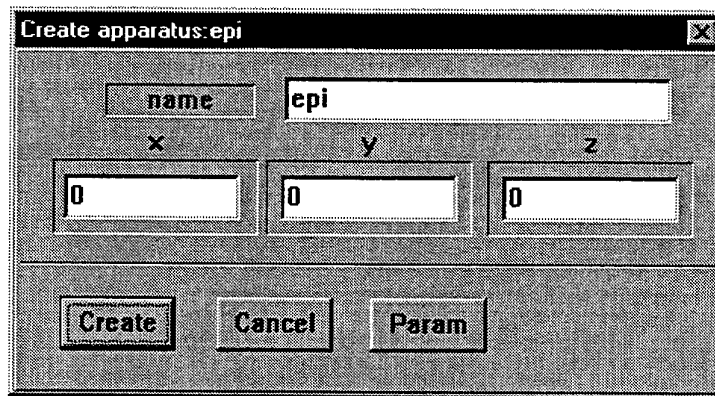 Create apparatus:epi
name epi
x y z
0 0 0
Create Cancel Param